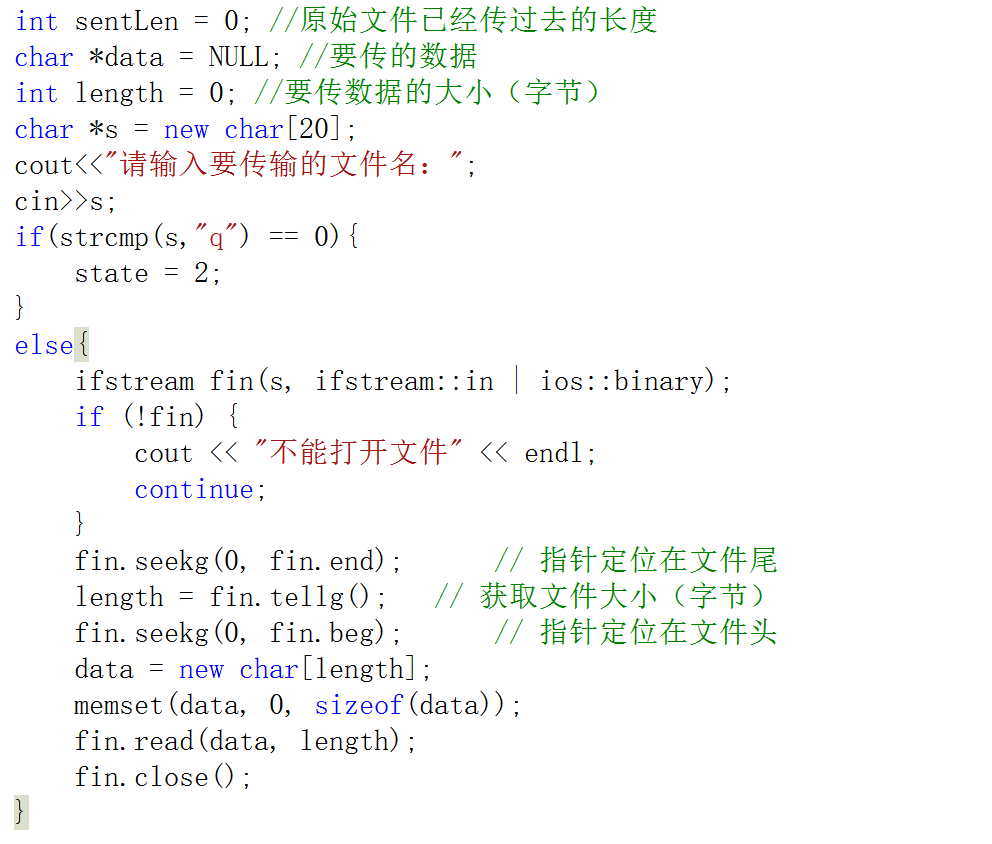 int sentLen = 0; //原始文件已经传过去的长度
char *data = NULL; //要传的数据
int length = 0; //要传数据的大小（字节）
char *s = new char[20];
cout<<"请输入要传输的文件名：";
cin>>s;
if(strcmp(s,"q") == 0){
    state = 2;
}
else{
    ifstream fin(s, ifstream::in | ios::binary);
    if (!fin) {
        cout << "不能打开文件" << endl;
        continue;
    }
    fin.seekg(0, fin.end);      // 指针定位在文件尾
    length = fin.tellg();   // 获取文件大小（字节）
    fin.seekg(0, fin.beg);      // 指针定位在文件头
    data = new char[length];
    memset(data, 0, sizeof(data));
    fin.read(data, length);
    fin.close();
}